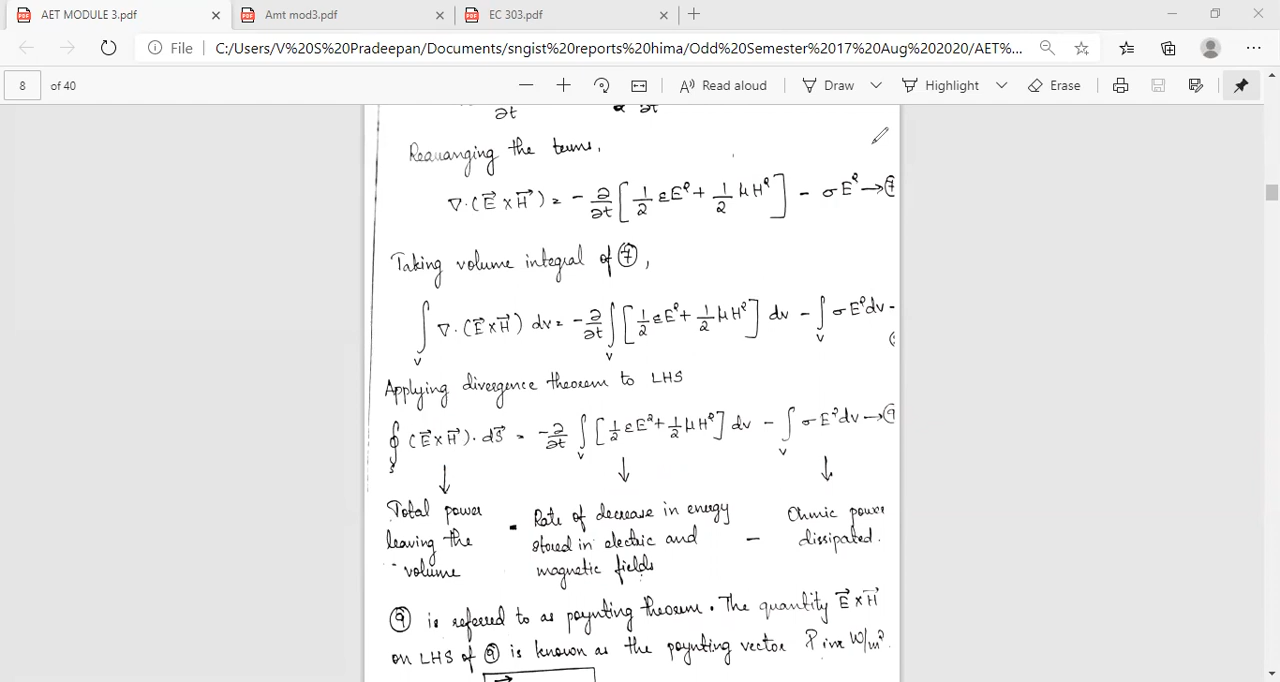 AET MODULE 3.pdf
Amt mod3.pdf
EC 303.pdf
File
C:/Users/V%20S%20Pradeepan/Documents/sngist%20reports%20hima/Odd%20Semester%2017%20Aug%202020/AET%...
8 of 40
Read aloud
Draw
Highlight
Erase
∂t ∂t
Rearranging the terms,
∇.(E⃗ x H⃗) = - ∂/∂t [1/2 εE² + 1/2 μH²] - σE² → ⑦
Taking volume integral of ⑦,
∫v ∇.(E⃗xH⃗) dv = -∂/∂t ∫v [1/2 εE² + 1/2 μH²] dv - ∫v σE²dv -
Applying divergence theorem to LHS
∮s (E⃗xH⃗).dS⃗ = -∂/∂t ∫v [1/2 εE² + 1/2 μH²] dv - ∫v σE²dv → ⑨
↓ ↓ ↓
Total power = Rate of decrease in energy - Ohmic power
leaving the stored in electric and dissipated.
volume magnetic fields
⑨ is referred to as poynting theorem. The quantity E⃗ x H⃗
on LHS of ⑨ is known as the poynting vector P in W/m².